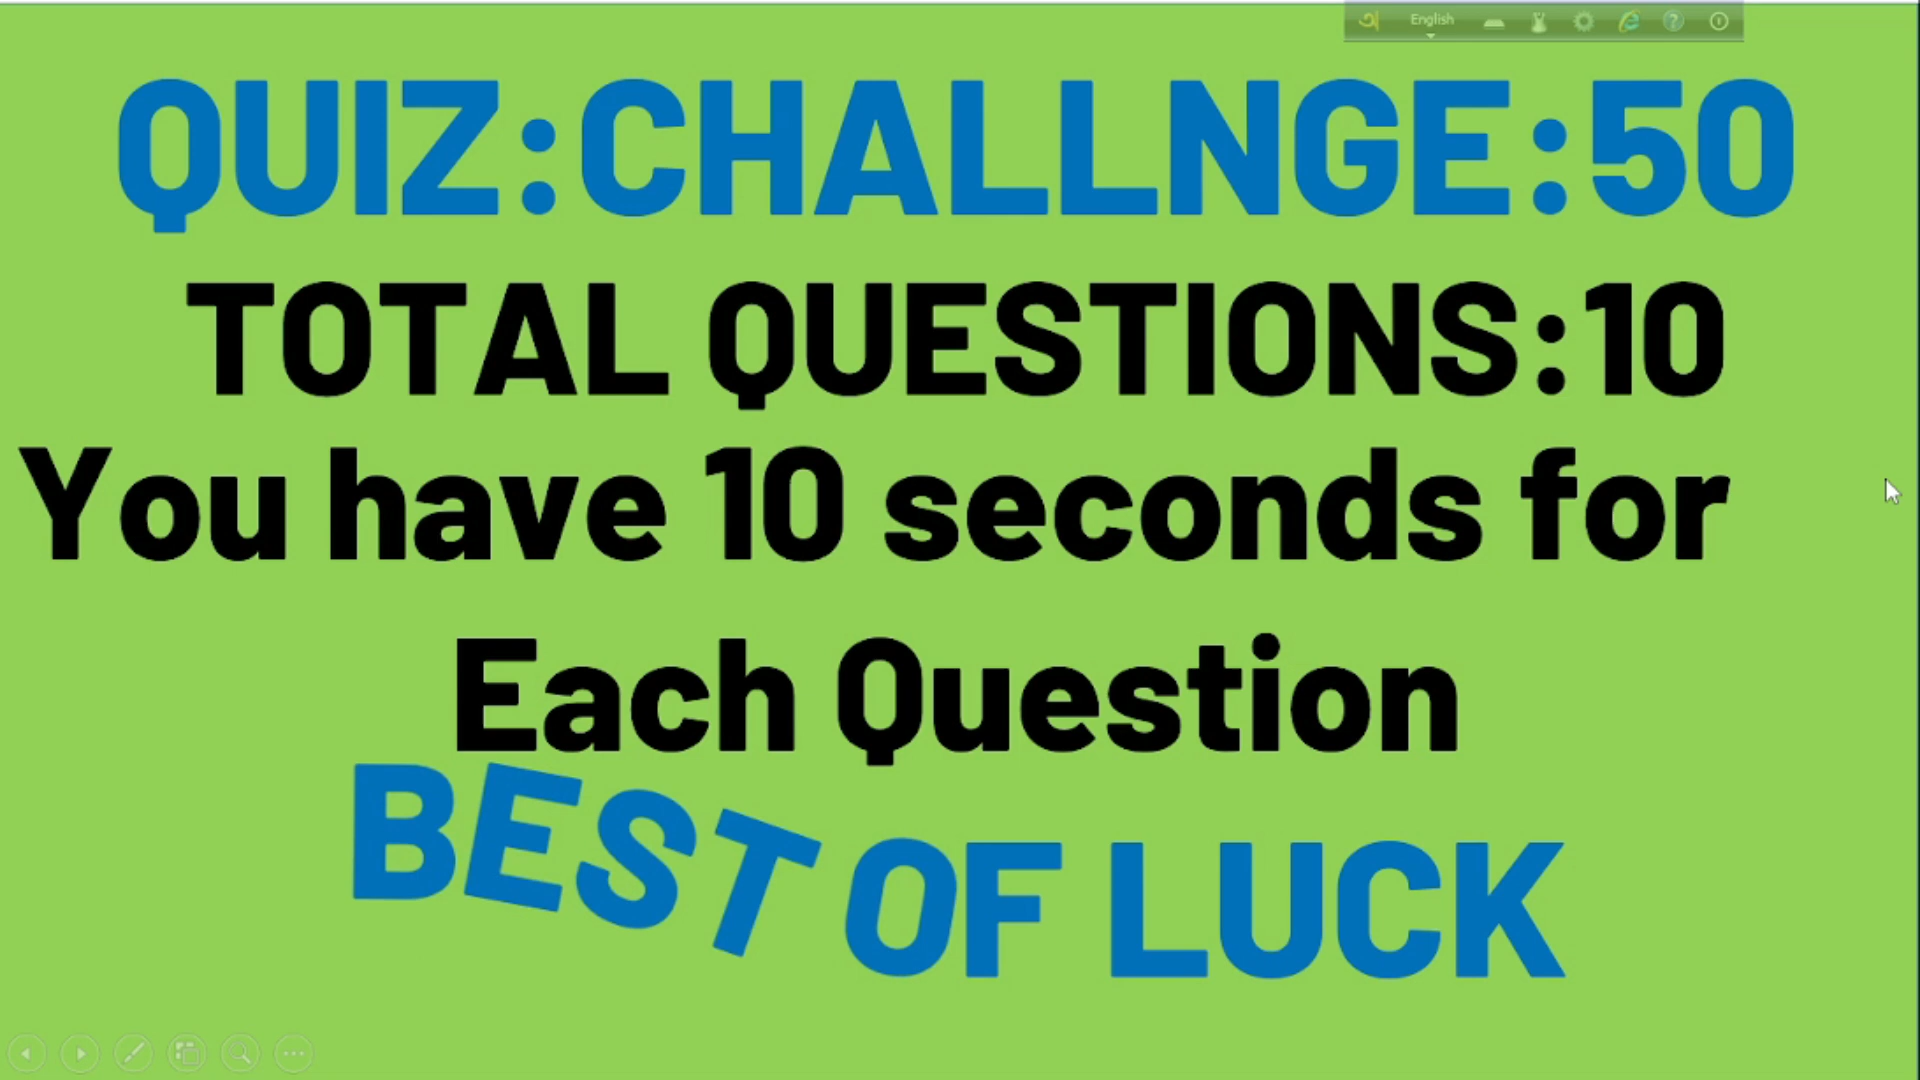 English
QUIZ:CHALLNGE:50
TOTAL QUESTIONS:10
You have 10 seconds for
Each Question
BEST OF LUCK